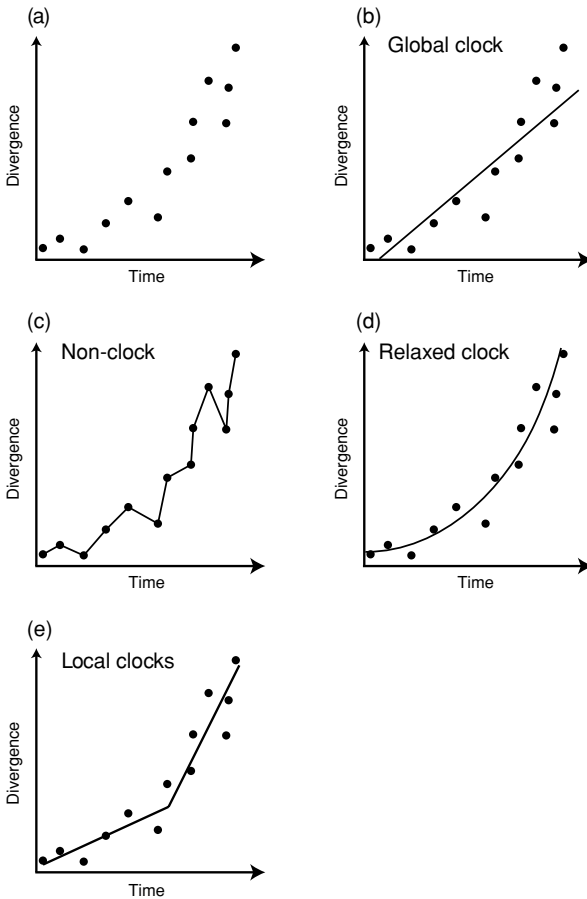 (a)
Divergence
Time
(b)
Global clock
Divergence
Time
(c)
Non-clock
Divergence
Time
(d)
Relaxed clock
Divergence
Time
(e)
Local clocks
Divergence
Time